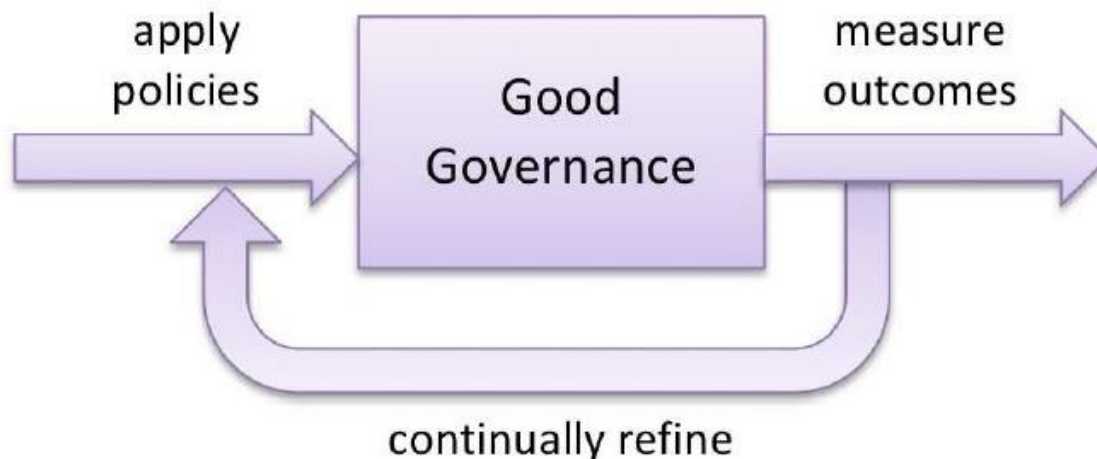 apply
policies
Good
Governance
measure
outcomes
continually refine